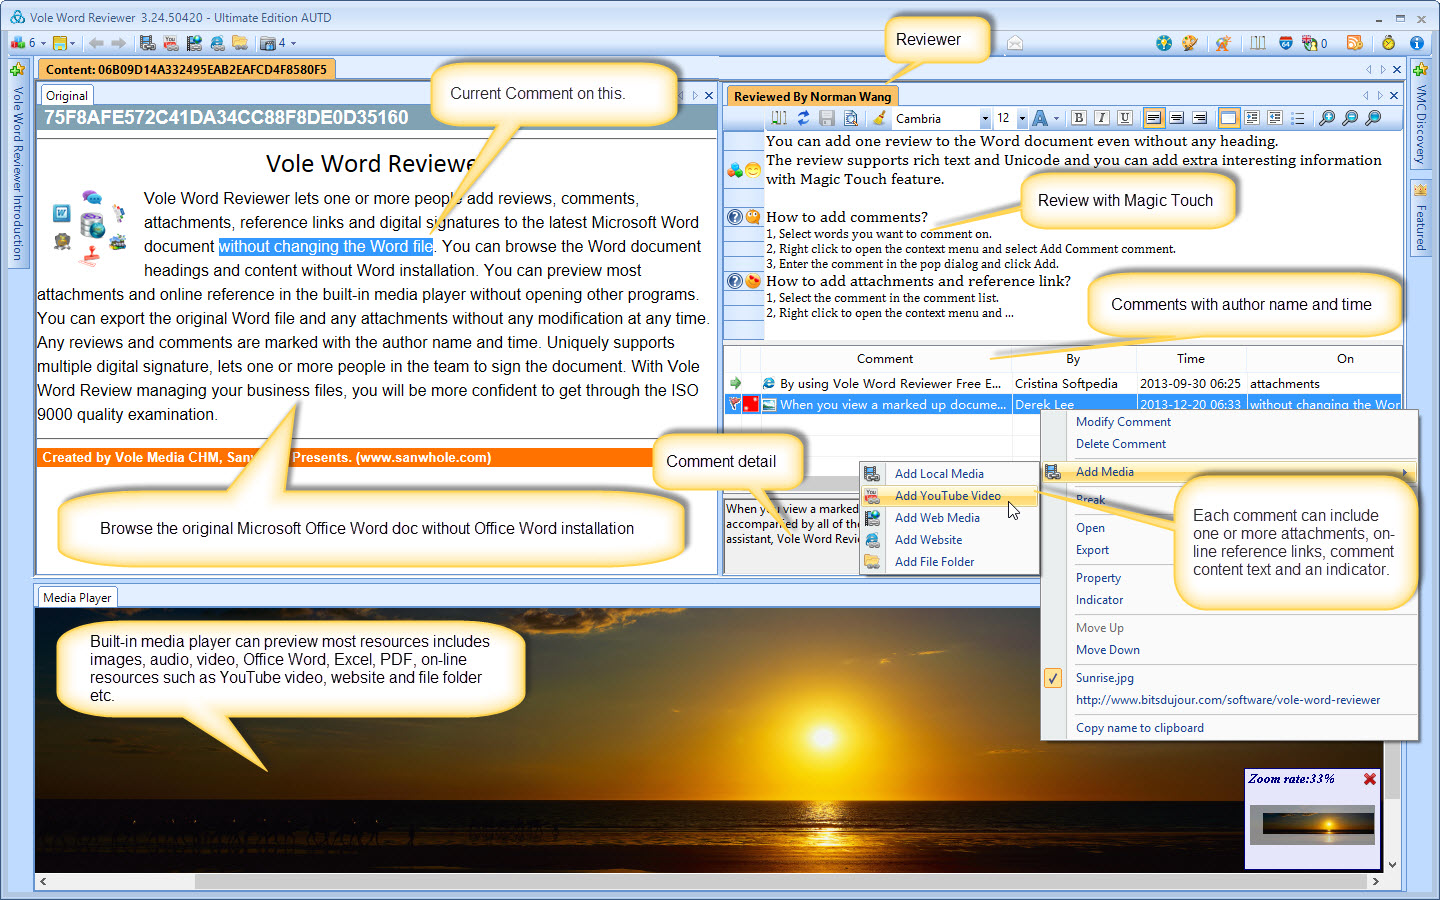 Vole Word Reviewer 3.24.50420 - Ultimate Edition AUTD
6
4
0
Reviewer
Vole Word Reviewer Introduction
Content: 06B09D14A332495EAB2EAFCD4F8580F5
Original
75F8AFE572C41DA34CC88F8DE0D35160
Current Comment on this.
Vole Word Reviewe
Vole Word Reviewer lets one or more people add reviews, comments,
attachments, reference links and digital signatures to the latest Microsoft Word
document without changing the Word file. You can browse the Word document
headings and content without Word installation. You can preview most
attachments and online reference in the built-in media player without opening other programs.
You can export the original Word file and any attachments without any modification at any time.
Any reviews and comments are marked with the author name and time. Uniquely supports
multiple digital signature, lets one or more people in the team to sign the document. With Vole
Word Review managing your business files, you will be more confident to get through the ISO
9000 quality examination.
Created by Vole Media CHM, San Presents. (www.sanwhole.com)
Browse the original Microsoft Office Word doc without Office Word installation
Reviewed By Norman Wang
Cambria
12
A
B I U
You can add one review to the Word document even without any heading.
The review supports rich text and Unicode and you can add extra interesting information
with Magic Touch feature.
Review with Magic Touch
How to add comments?
1, Select words you want to comment on.
2, Right click to open the context menu and select Add Comment comment.
3, Enter the comment in the pop dialog and click Add.
How to add attachments and reference link?
1, Select the comment in the comment list.
2, Right click to open the context menu and ...
Comments with author name and time
VMC Discovery
Featured
Comment By Time On
By using Vole Word Reviewer Free E... Cristina Softpedia 2013-09-30 06:25 attachments
When you view a marked up docume... Derek Lee 2013-12-20 06:33 without changing the Wor
Comment detail
When you view a marked
accompanied by all of the
assistant, Vole Word Revi
Add Local Media
Add YouTube Video
Add Web Media
Add Website
Add File Folder
Modify Comment
Delete Comment
Add Media
Break
Open
Export
Property
Indicator
Move Up
Move Down
Sunrise.jpg
http://www.bitsdujour.com/software/vole-word-reviewer
Copy name to clipboard
Each comment can include
one or more attachments, on-
line reference links, comment
content text and an indicator.
Media Player
Built-in media player can preview most resources includes
images, audio, video, Office Word, Excel, PDF, on-line
resources such as YouTube video, website and file folder
etc.
Zoom rate:33%